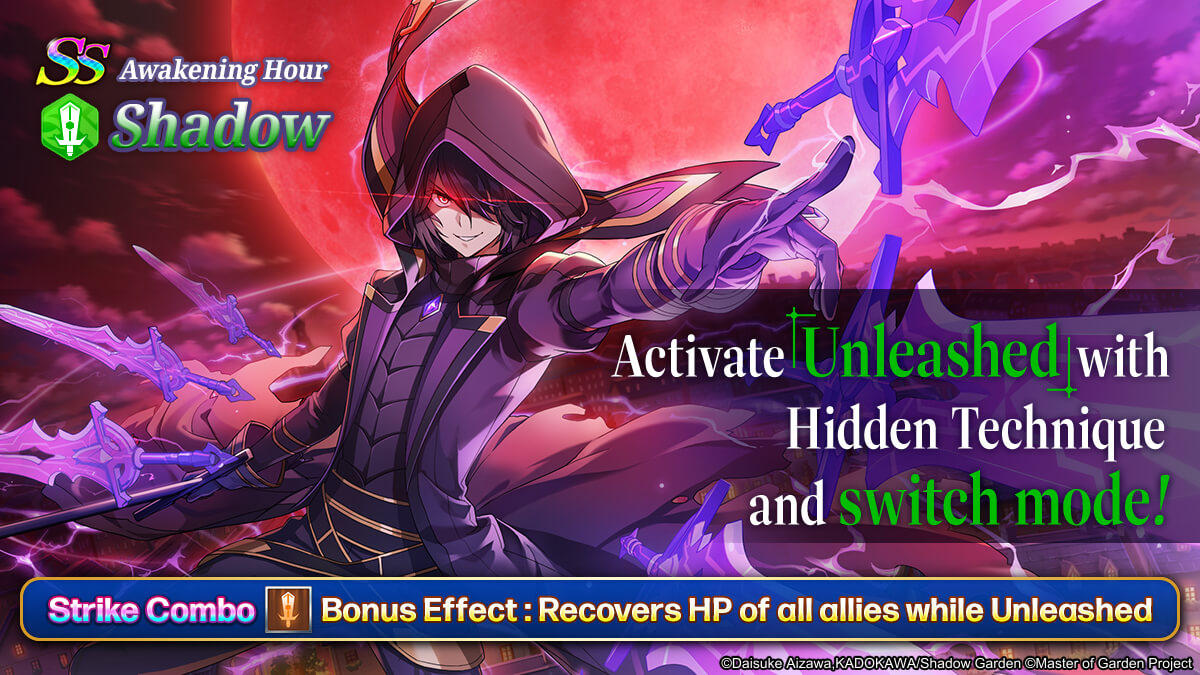 SS Awakening Hour
Shadow
Activate「Unleashed」with
Hidden Technique
and switch mode!
Strike Combo Bonus Effect : Recovers HP of all allies while Unleashed
©Daisuke Aizawa,KADOKAWA/Shadow Garden ©Master of Garden Project